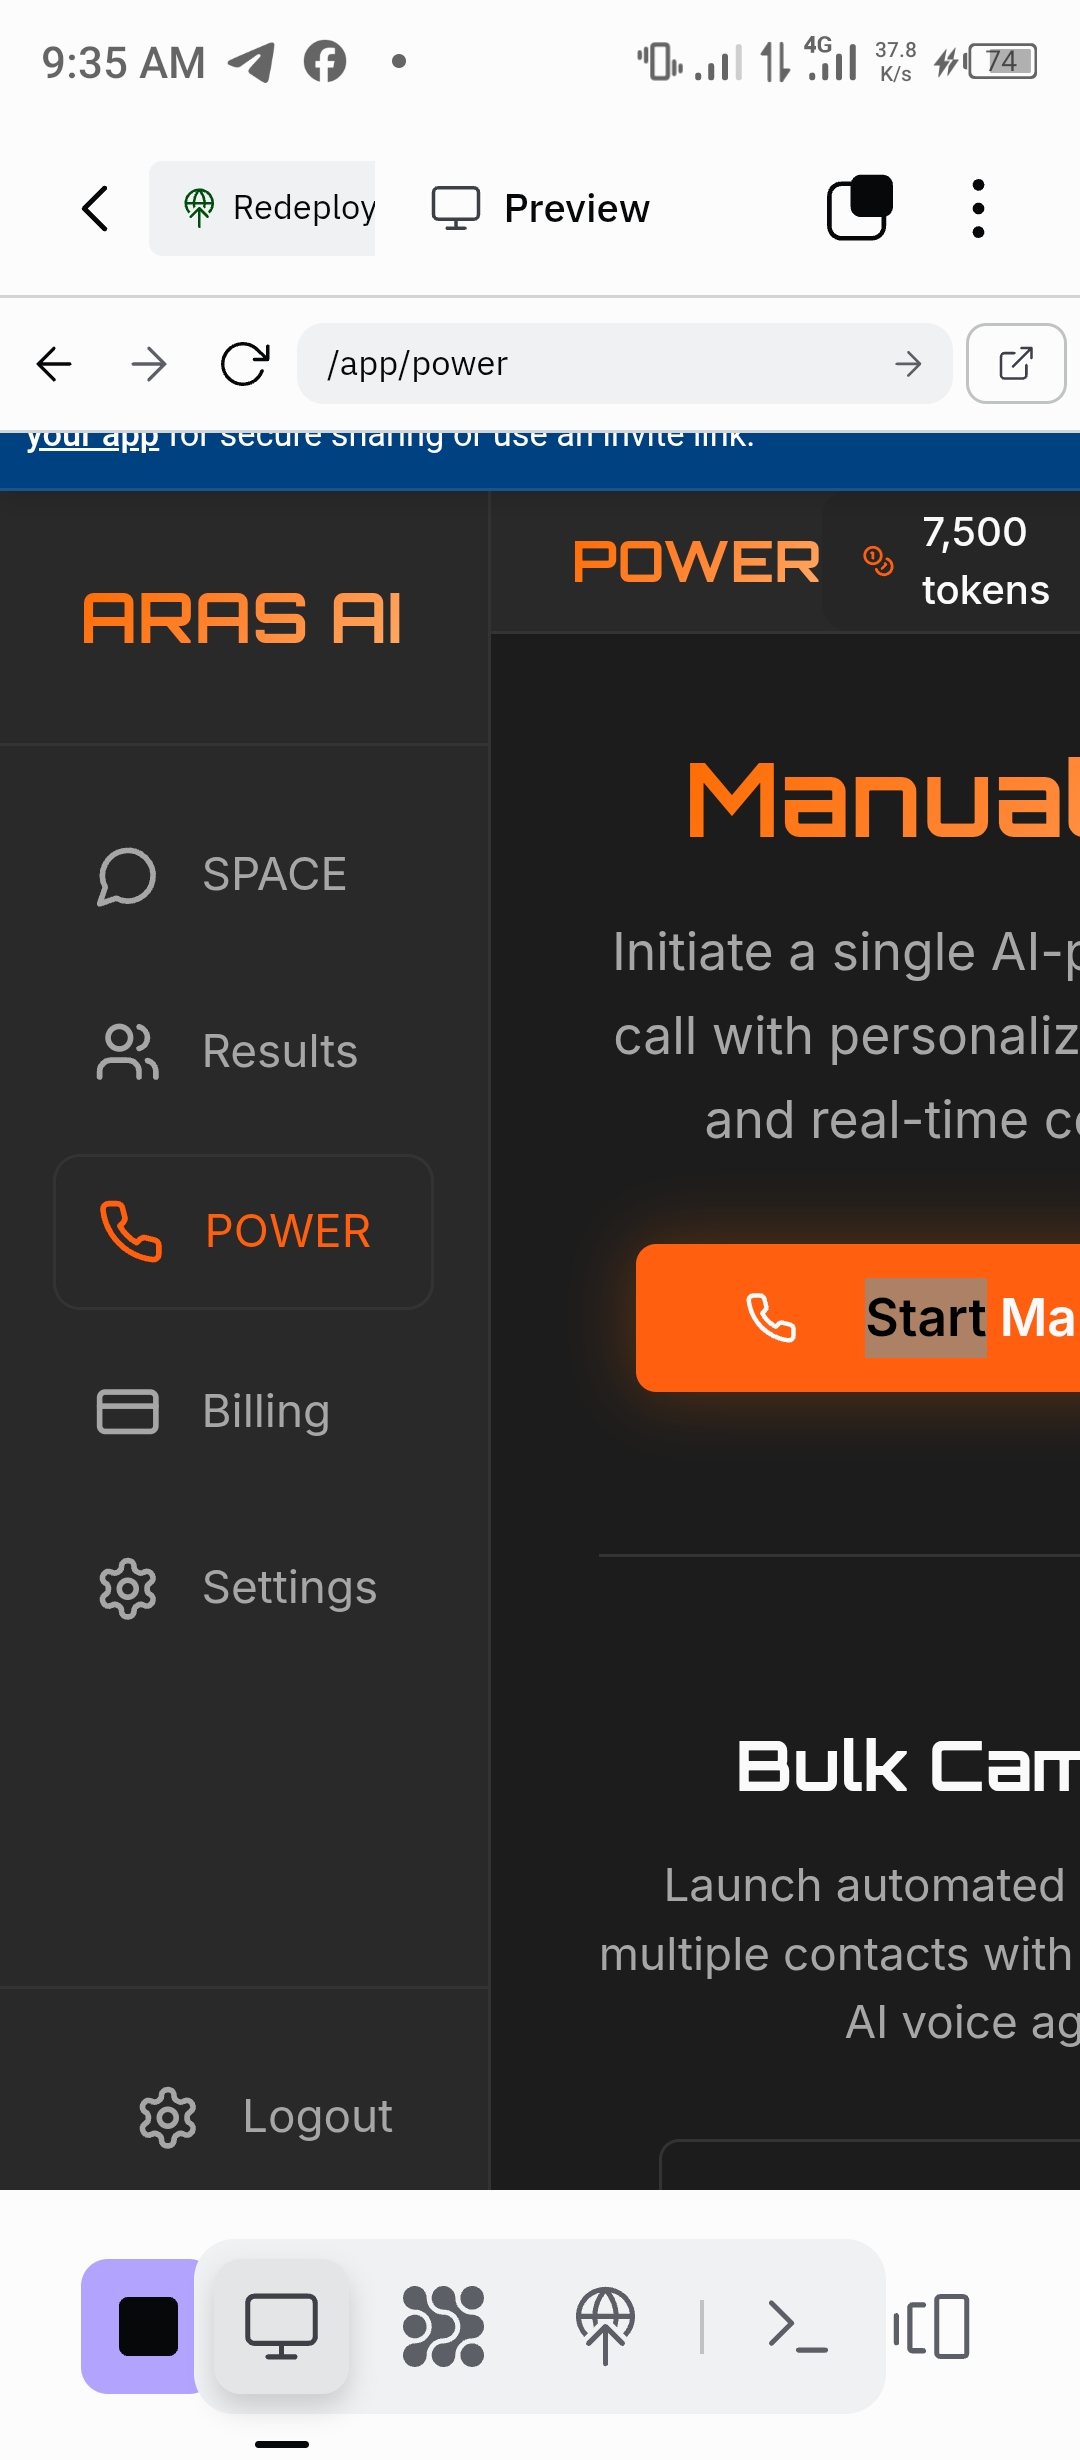 9:35 AM
4G
37.8
K/s
74
Redeploy
Preview
/app/power
your app for secure sharing or use an invite link.
ARAS AI
POWER
7,500
tokens
SPACE
Results
POWER
Billing
Settings
Logout
Manual
Initiate a single AI-p
call with personaliz
and real-time co
Start Ma
Bulk Cam
Launch automated
multiple contacts with
AI voice ag